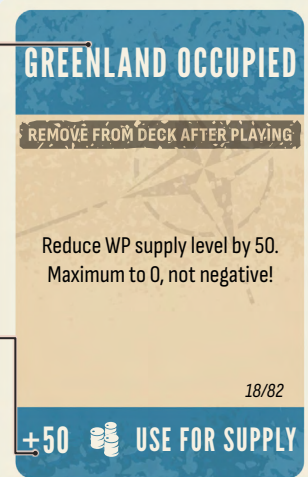 GREENLAND OCCUPIED
REMOVE FROM DECK AFTER PLAYING
Reduce WP supply level by 50.
Maximum to 0, not negative!
18/82
+50 USE FOR SUPPLY